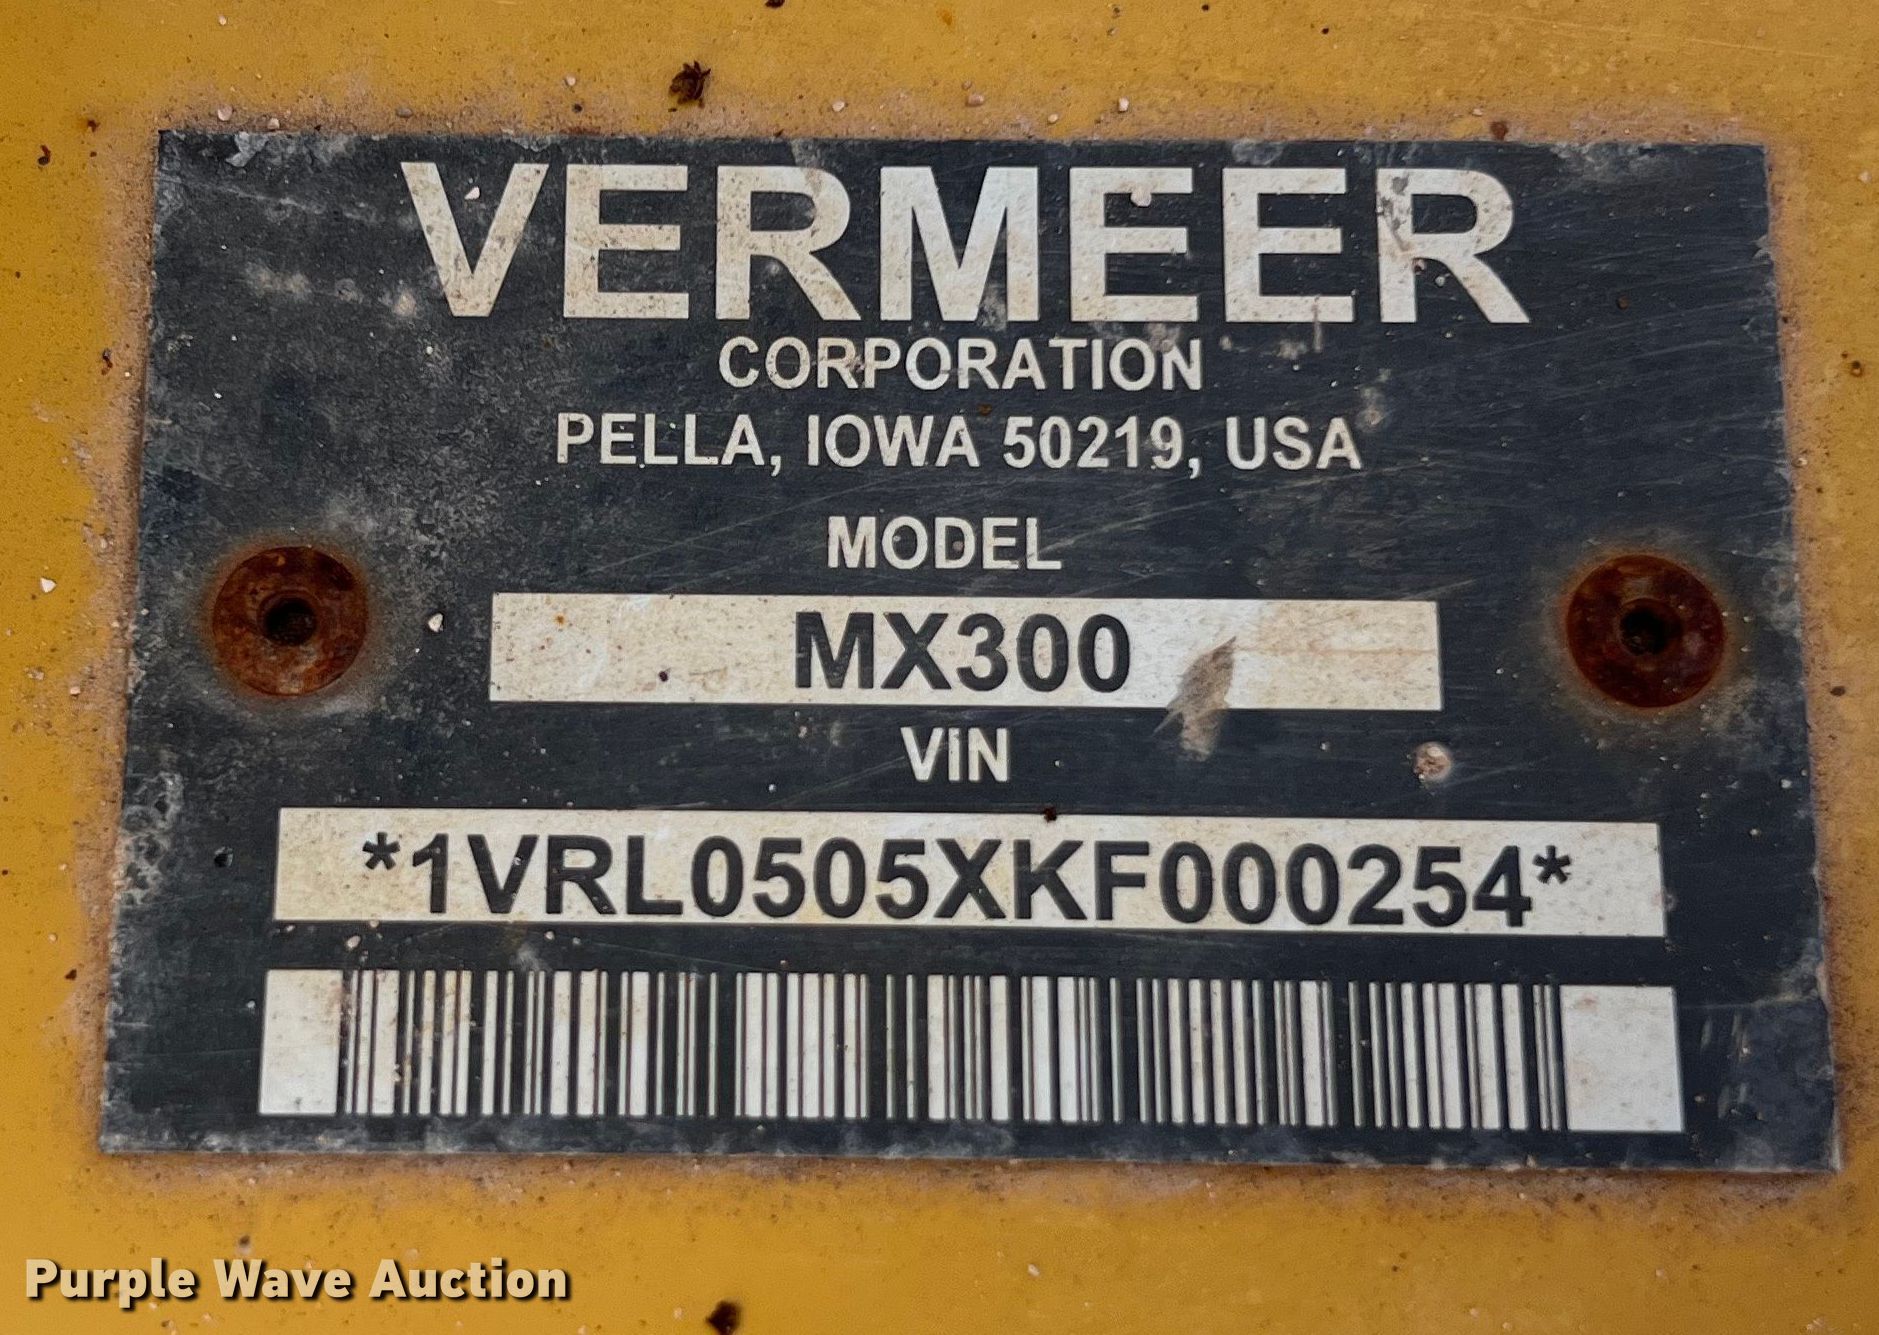 VERMEER
CORPORATION
PELLA, IOWA 50219, USA
MODEL
MX300
VIN
*1VRL0505XKF000254*
Purple Wave Auction